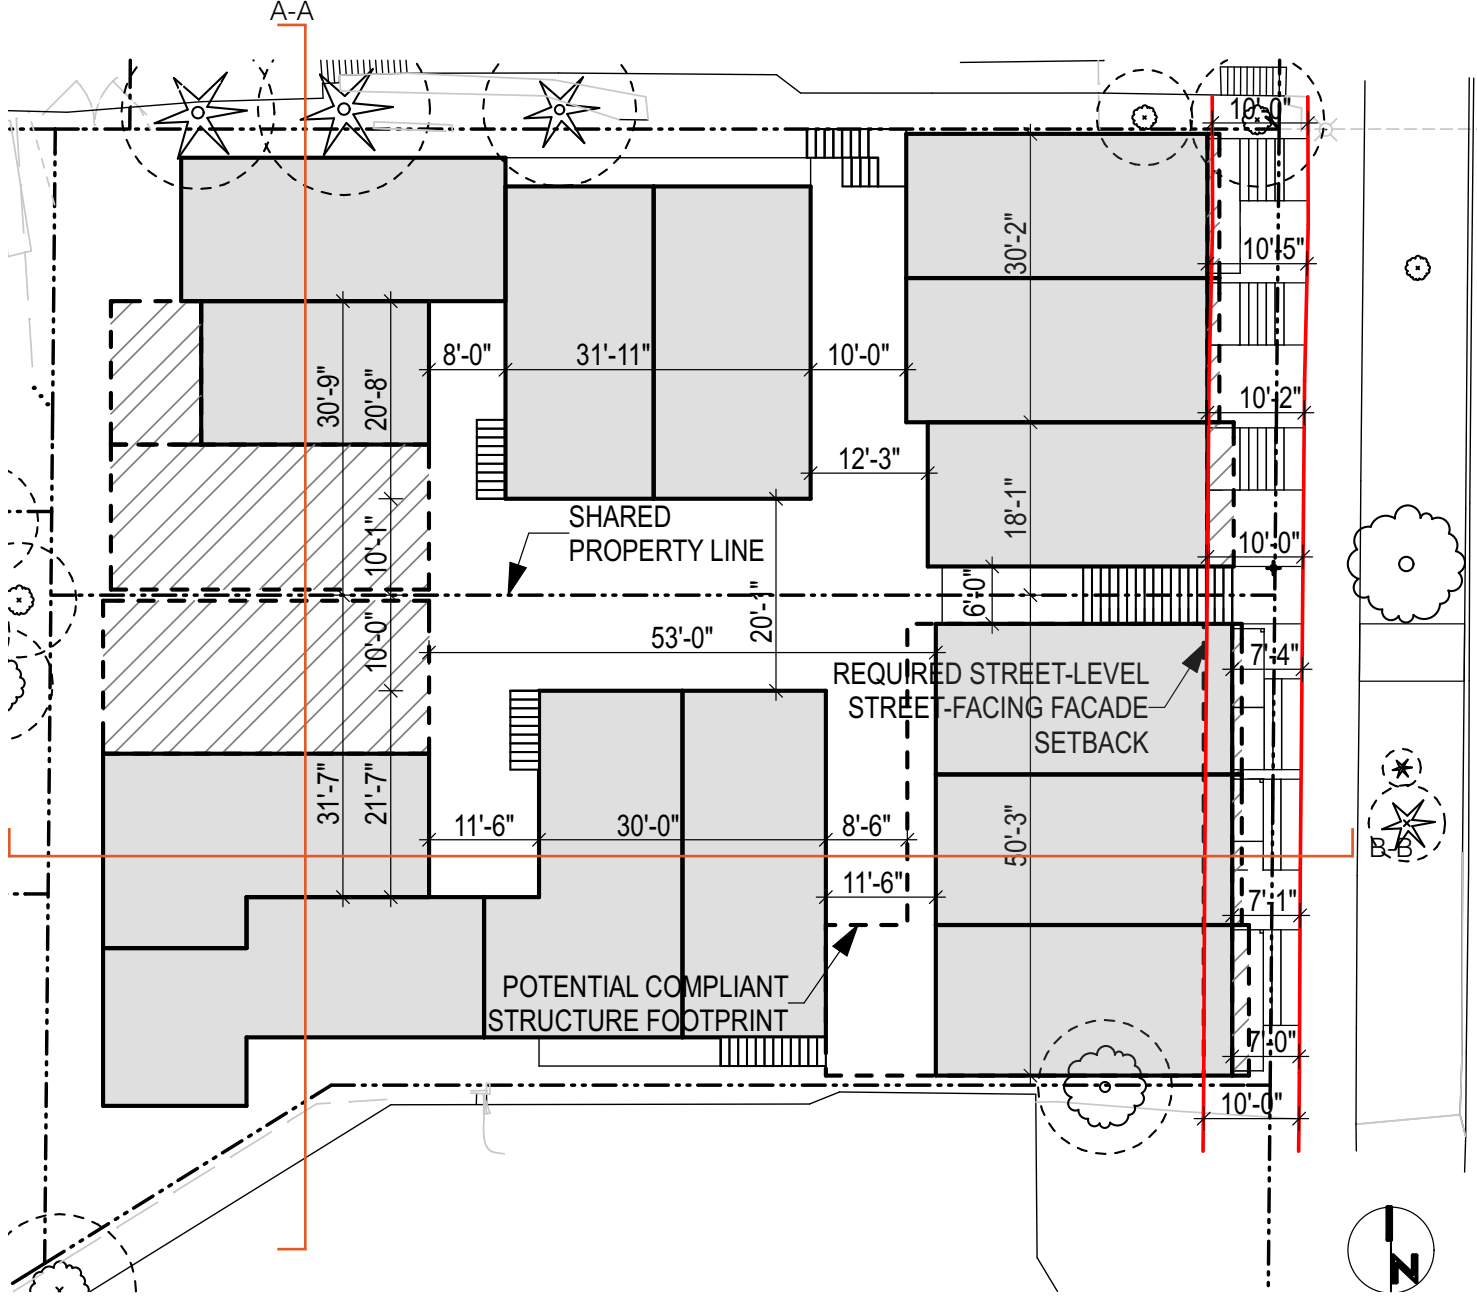 A-A
10'-0"
30'-2"
10'-5"
8'-0"
31'-11"
10'-0"
30'-9"
20'-8"
10'-2"
12'-3"
18'-1"
SHARED
PROPERTY LINE
10'-1"
10'-0"
6'-0"
20'-1"
10'-0"
53'-0"
7'-4"
REQUIRED STREET-LEVEL
STREET-FACING FACADE
SETBACK
31'-7"
21'-7"
11'-6"
30'-0"
8'-6"
50'-3"
B-B
11'-6"
7'-1"
POTENTIAL COMPLIANT
STRUCTURE FOOTPRINT
7'-0"
10'-0"
N